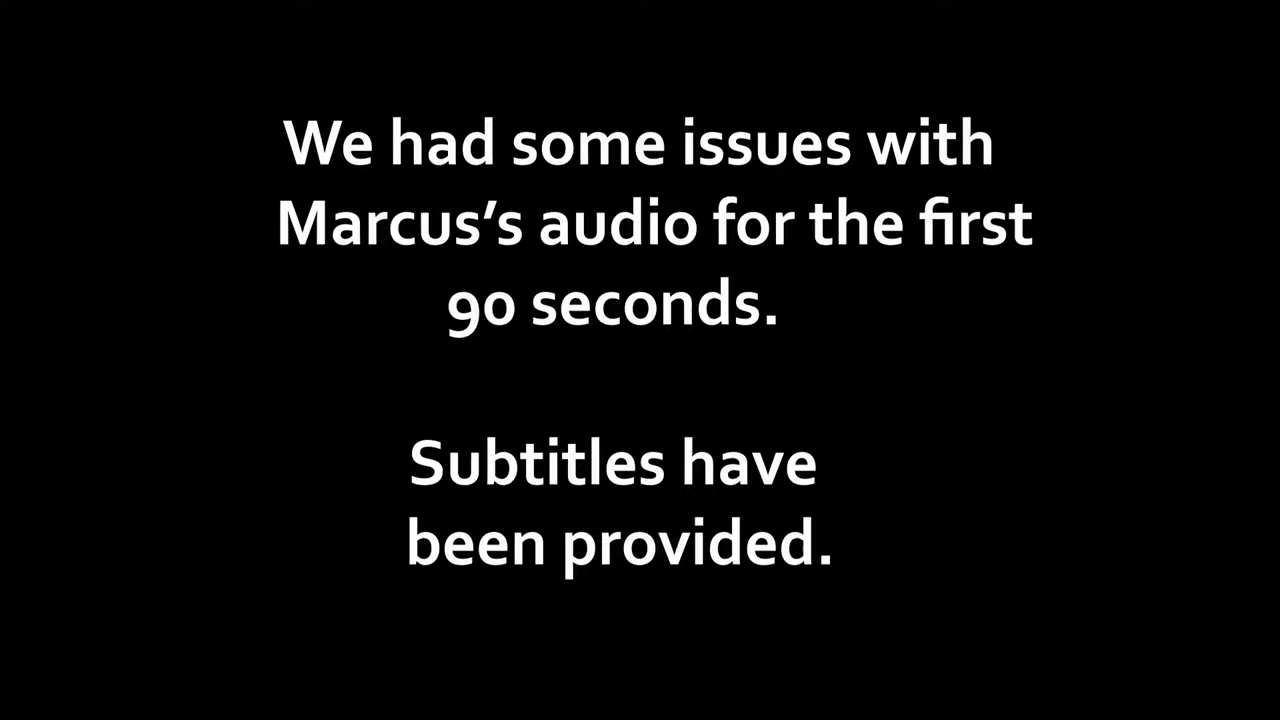 We had some issues with
Marcus’s audio for the first
90 seconds.
Subtitles have
been provided.